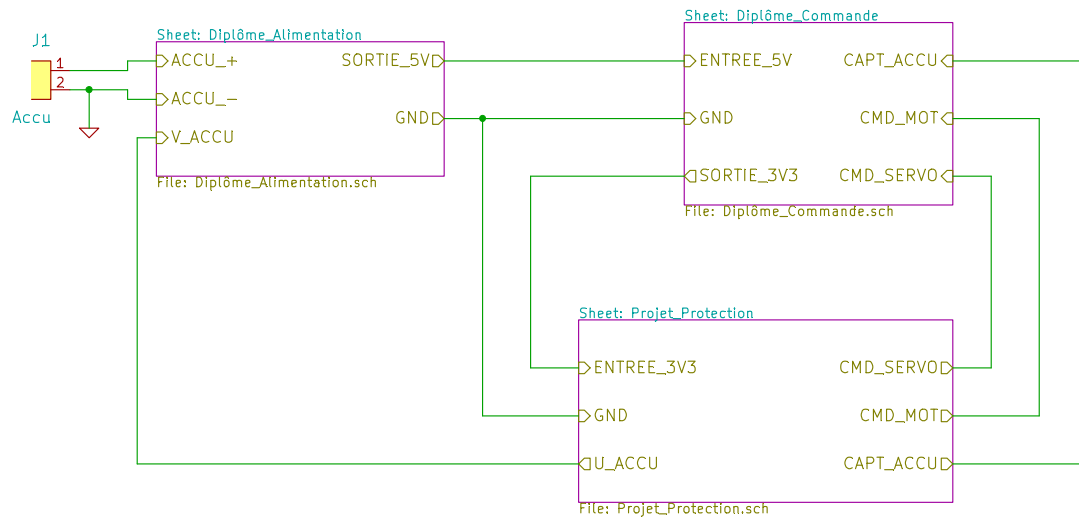 J1
1
2
Accu
Sheet: Diplôme_Alimentation
ACCU_+
SORTIE_5V
ACCU_-
GND
V_ACCU
File: Diplôme_Alimentation.sch
Sheet: Diplôme_Commande
ENTREE_5V
CAPT_ACCU
GND
CMD_MOT
SORTIE_3V3
CMD_SERVO
File: Diplôme_Commande.sch
Sheet: Projet_Protection
ENTREE_3V3
CMD_SERVO
GND
CMD_MOT
U_ACCU
CAPT_ACCU
File: Projet_Protection.sch